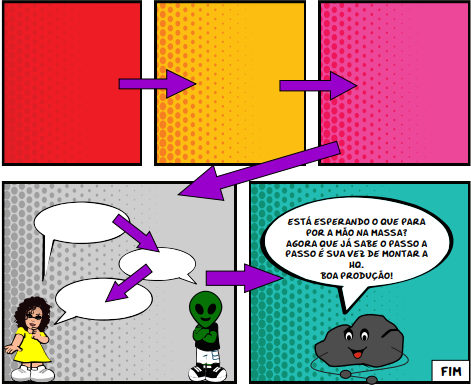 ESTÁ ESPERANDO O QUE PARA
POR A MÃO NA MASSA?
AGORA QUE JÁ SABE O PASSO A
PASSO É SUA VEZ DE MONTAR A
HQ.
BOA PRODUÇÃO!
FIM